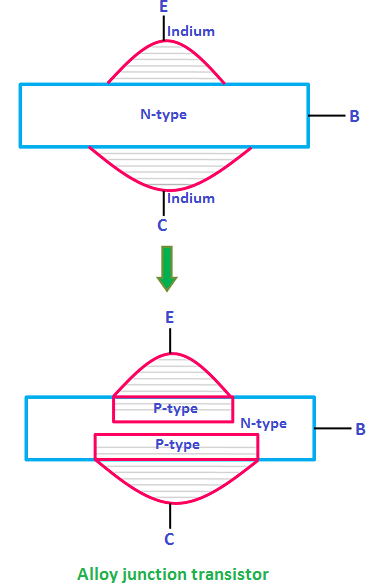 E
Indium
N-type
B
Indium
C
E
P-type
N-type
B
P-type
C
Alloy junction transistor